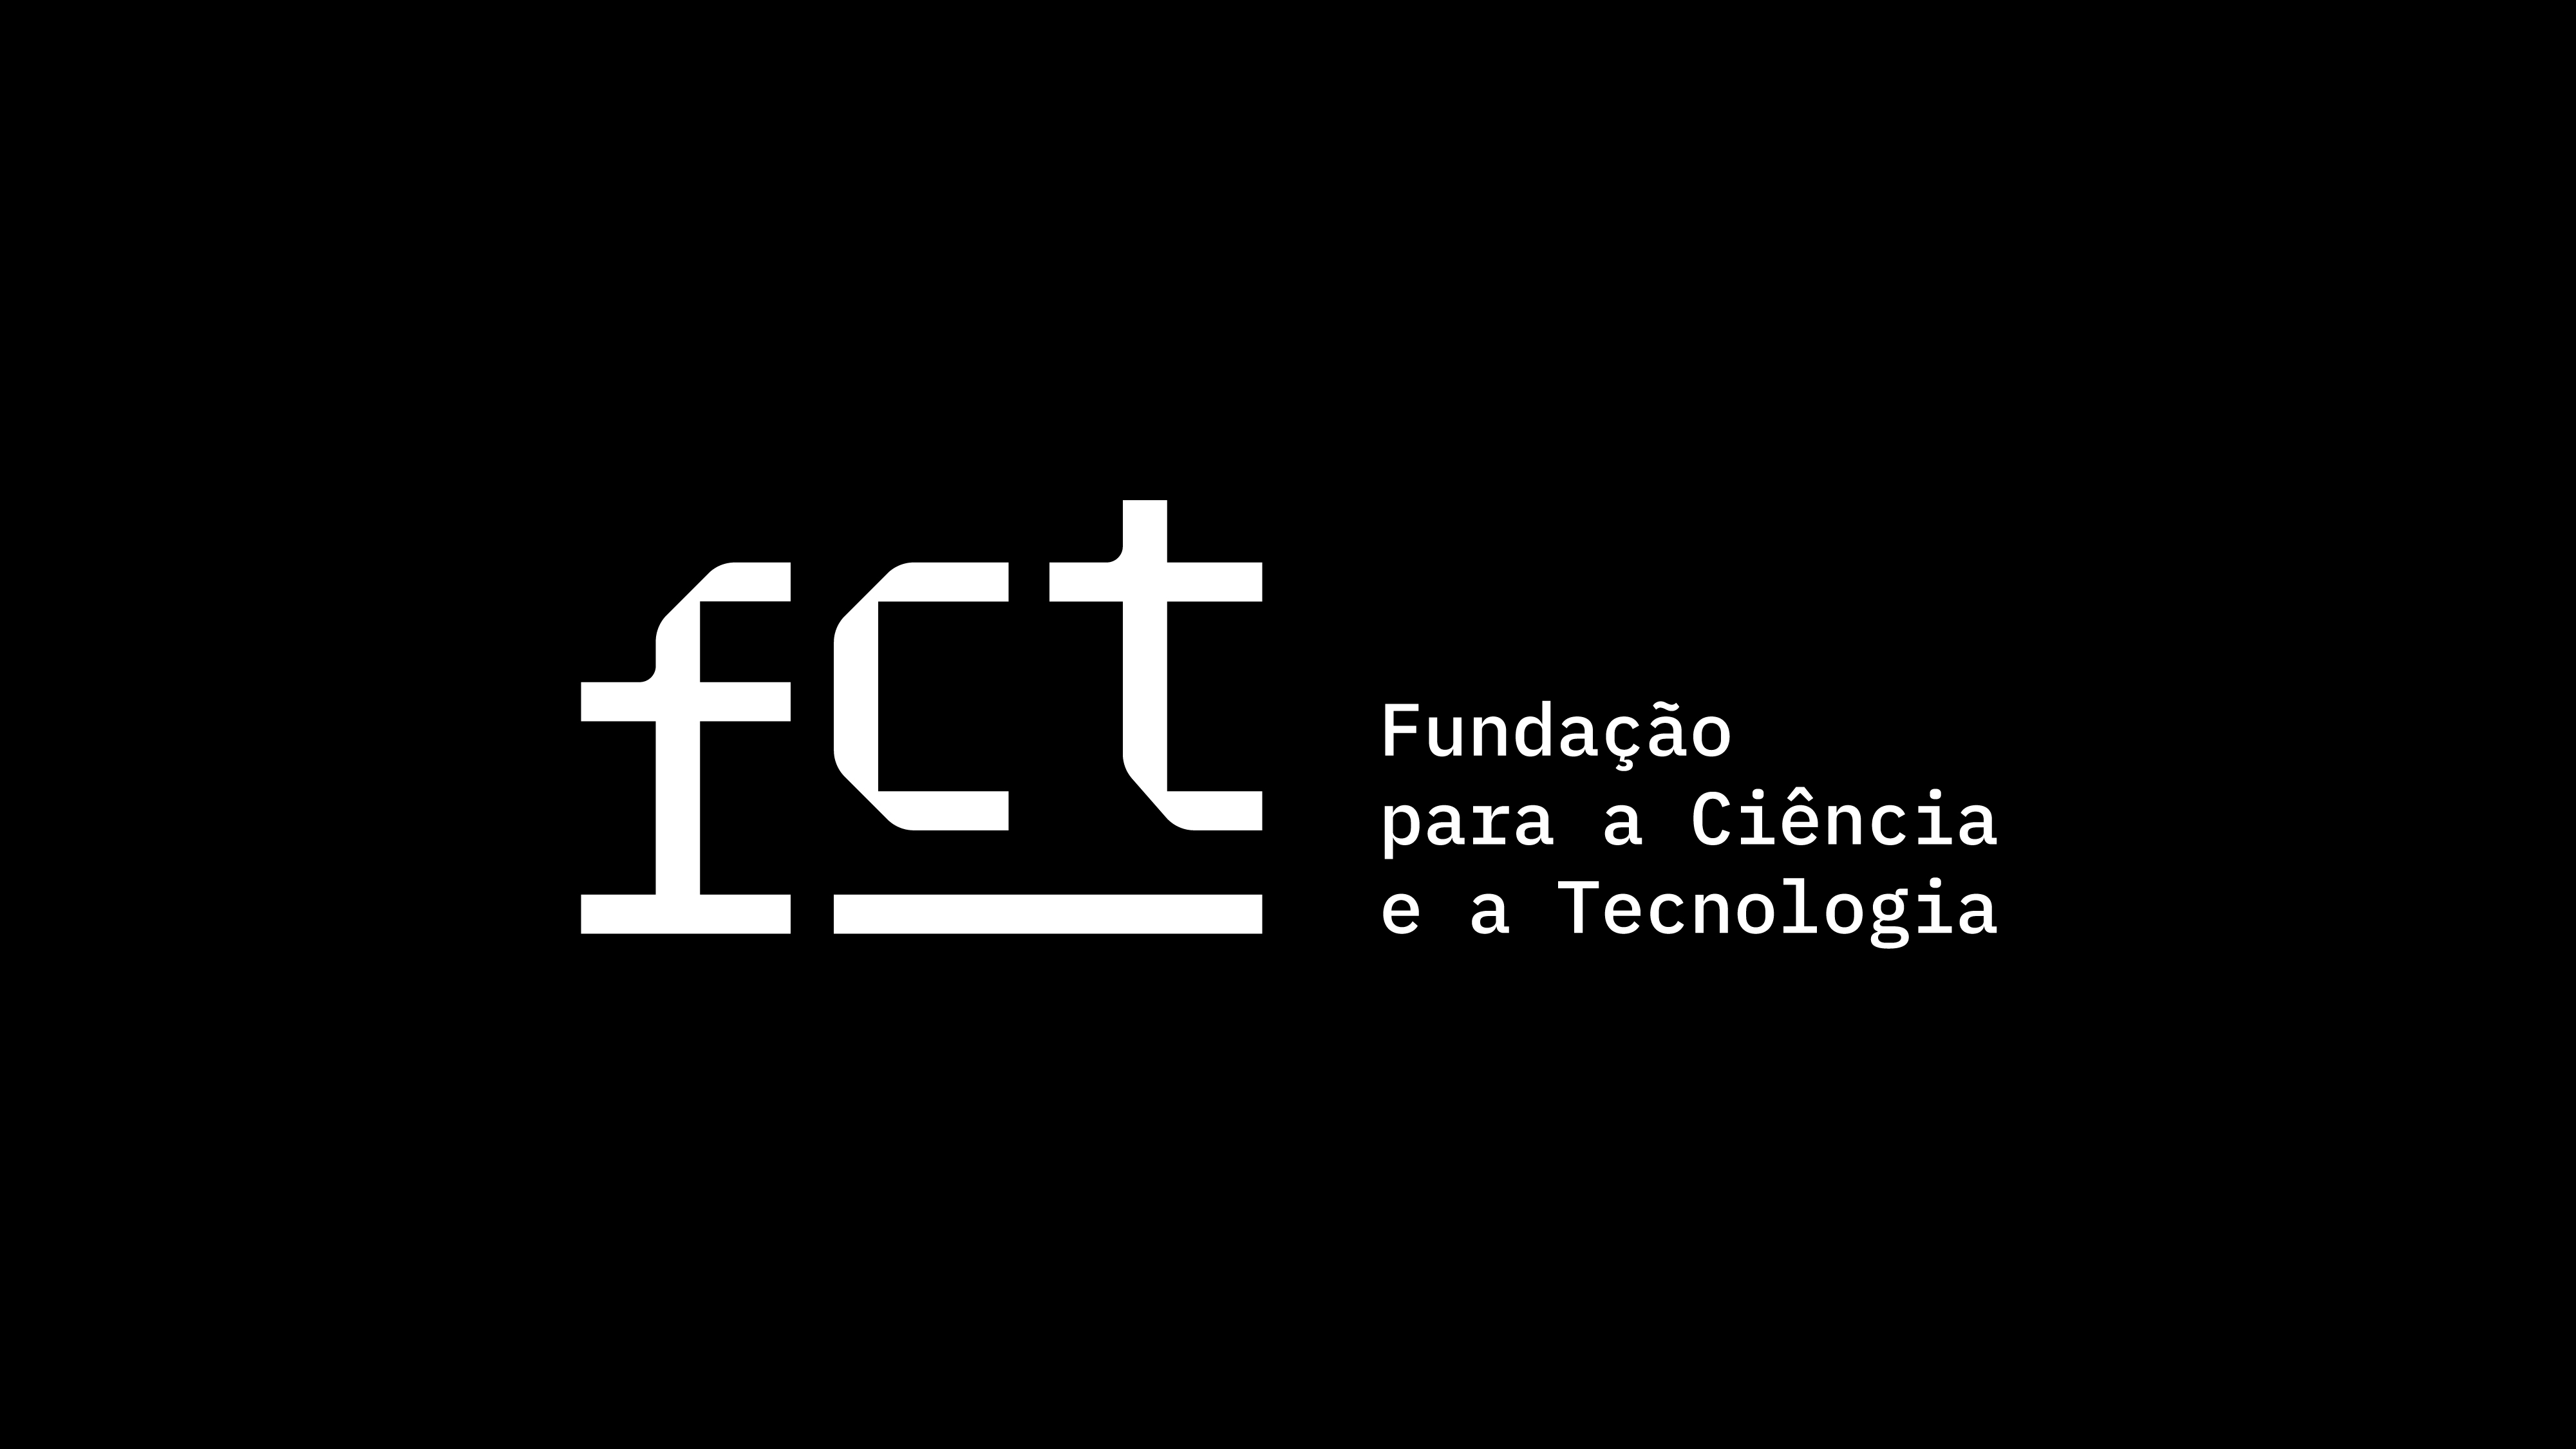 fct
Fundação
para a Ciência
e a Tecnologia